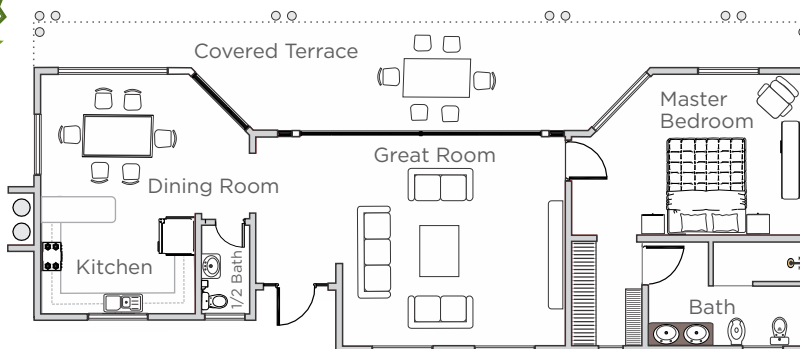 Covered Terrace
Master
Bedroom
Great Room
Dining Room
Kitchen
1/2 Bath
Bath